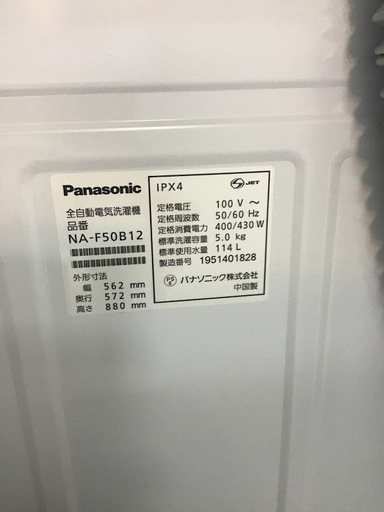 Panasonic
全自動電気洗濯機
品番
NA-F50B12
外形寸法
幅 562 mm
奥行 572 mm
高さ 880 mm
IPX4
S JET
定格電圧 100 V ～
定格周波数 50/60 Hz
定格消費電力 400/430 W
標準洗濯容量 5.0 kg
標準使用水量 114 L
製造番号 1951401828
PS E パナソニック株式会社
中国製